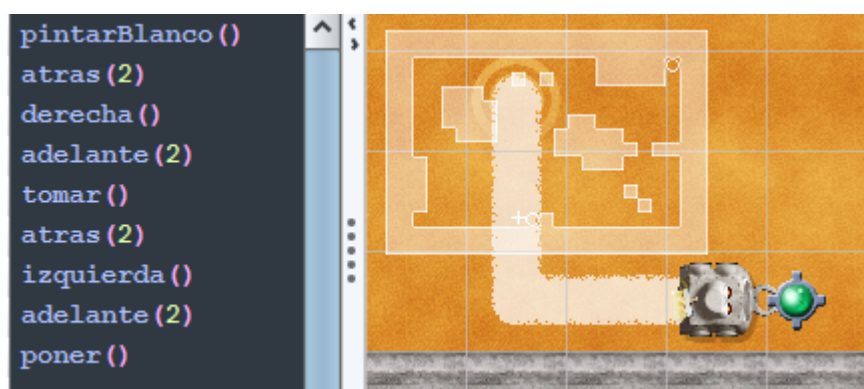 pintarBlanco()
atras(2)
derecha()
adelante(2)
tomar()
atras(2)
izquierda()
adelante(2)
poner()